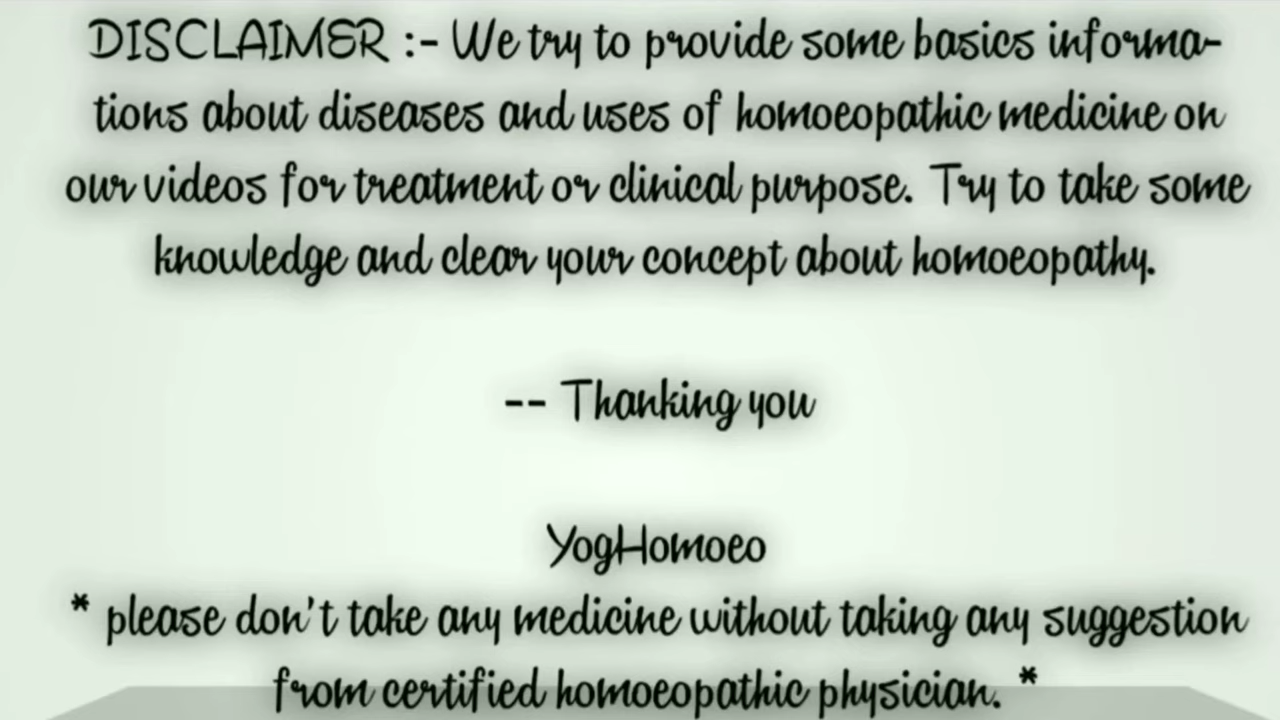 DISCLAIMER :- We try to provide some basics informa-
tions about diseases and uses of homoeopathic medicine on
our videos for treatment or clinical purpose. Try to take some
knowledge and clear your concept about homoeopathy.
-- Thanking you
YogHomoeo
* please don't take any medicine without taking any suggestion
from certified homoeopathic physician. *